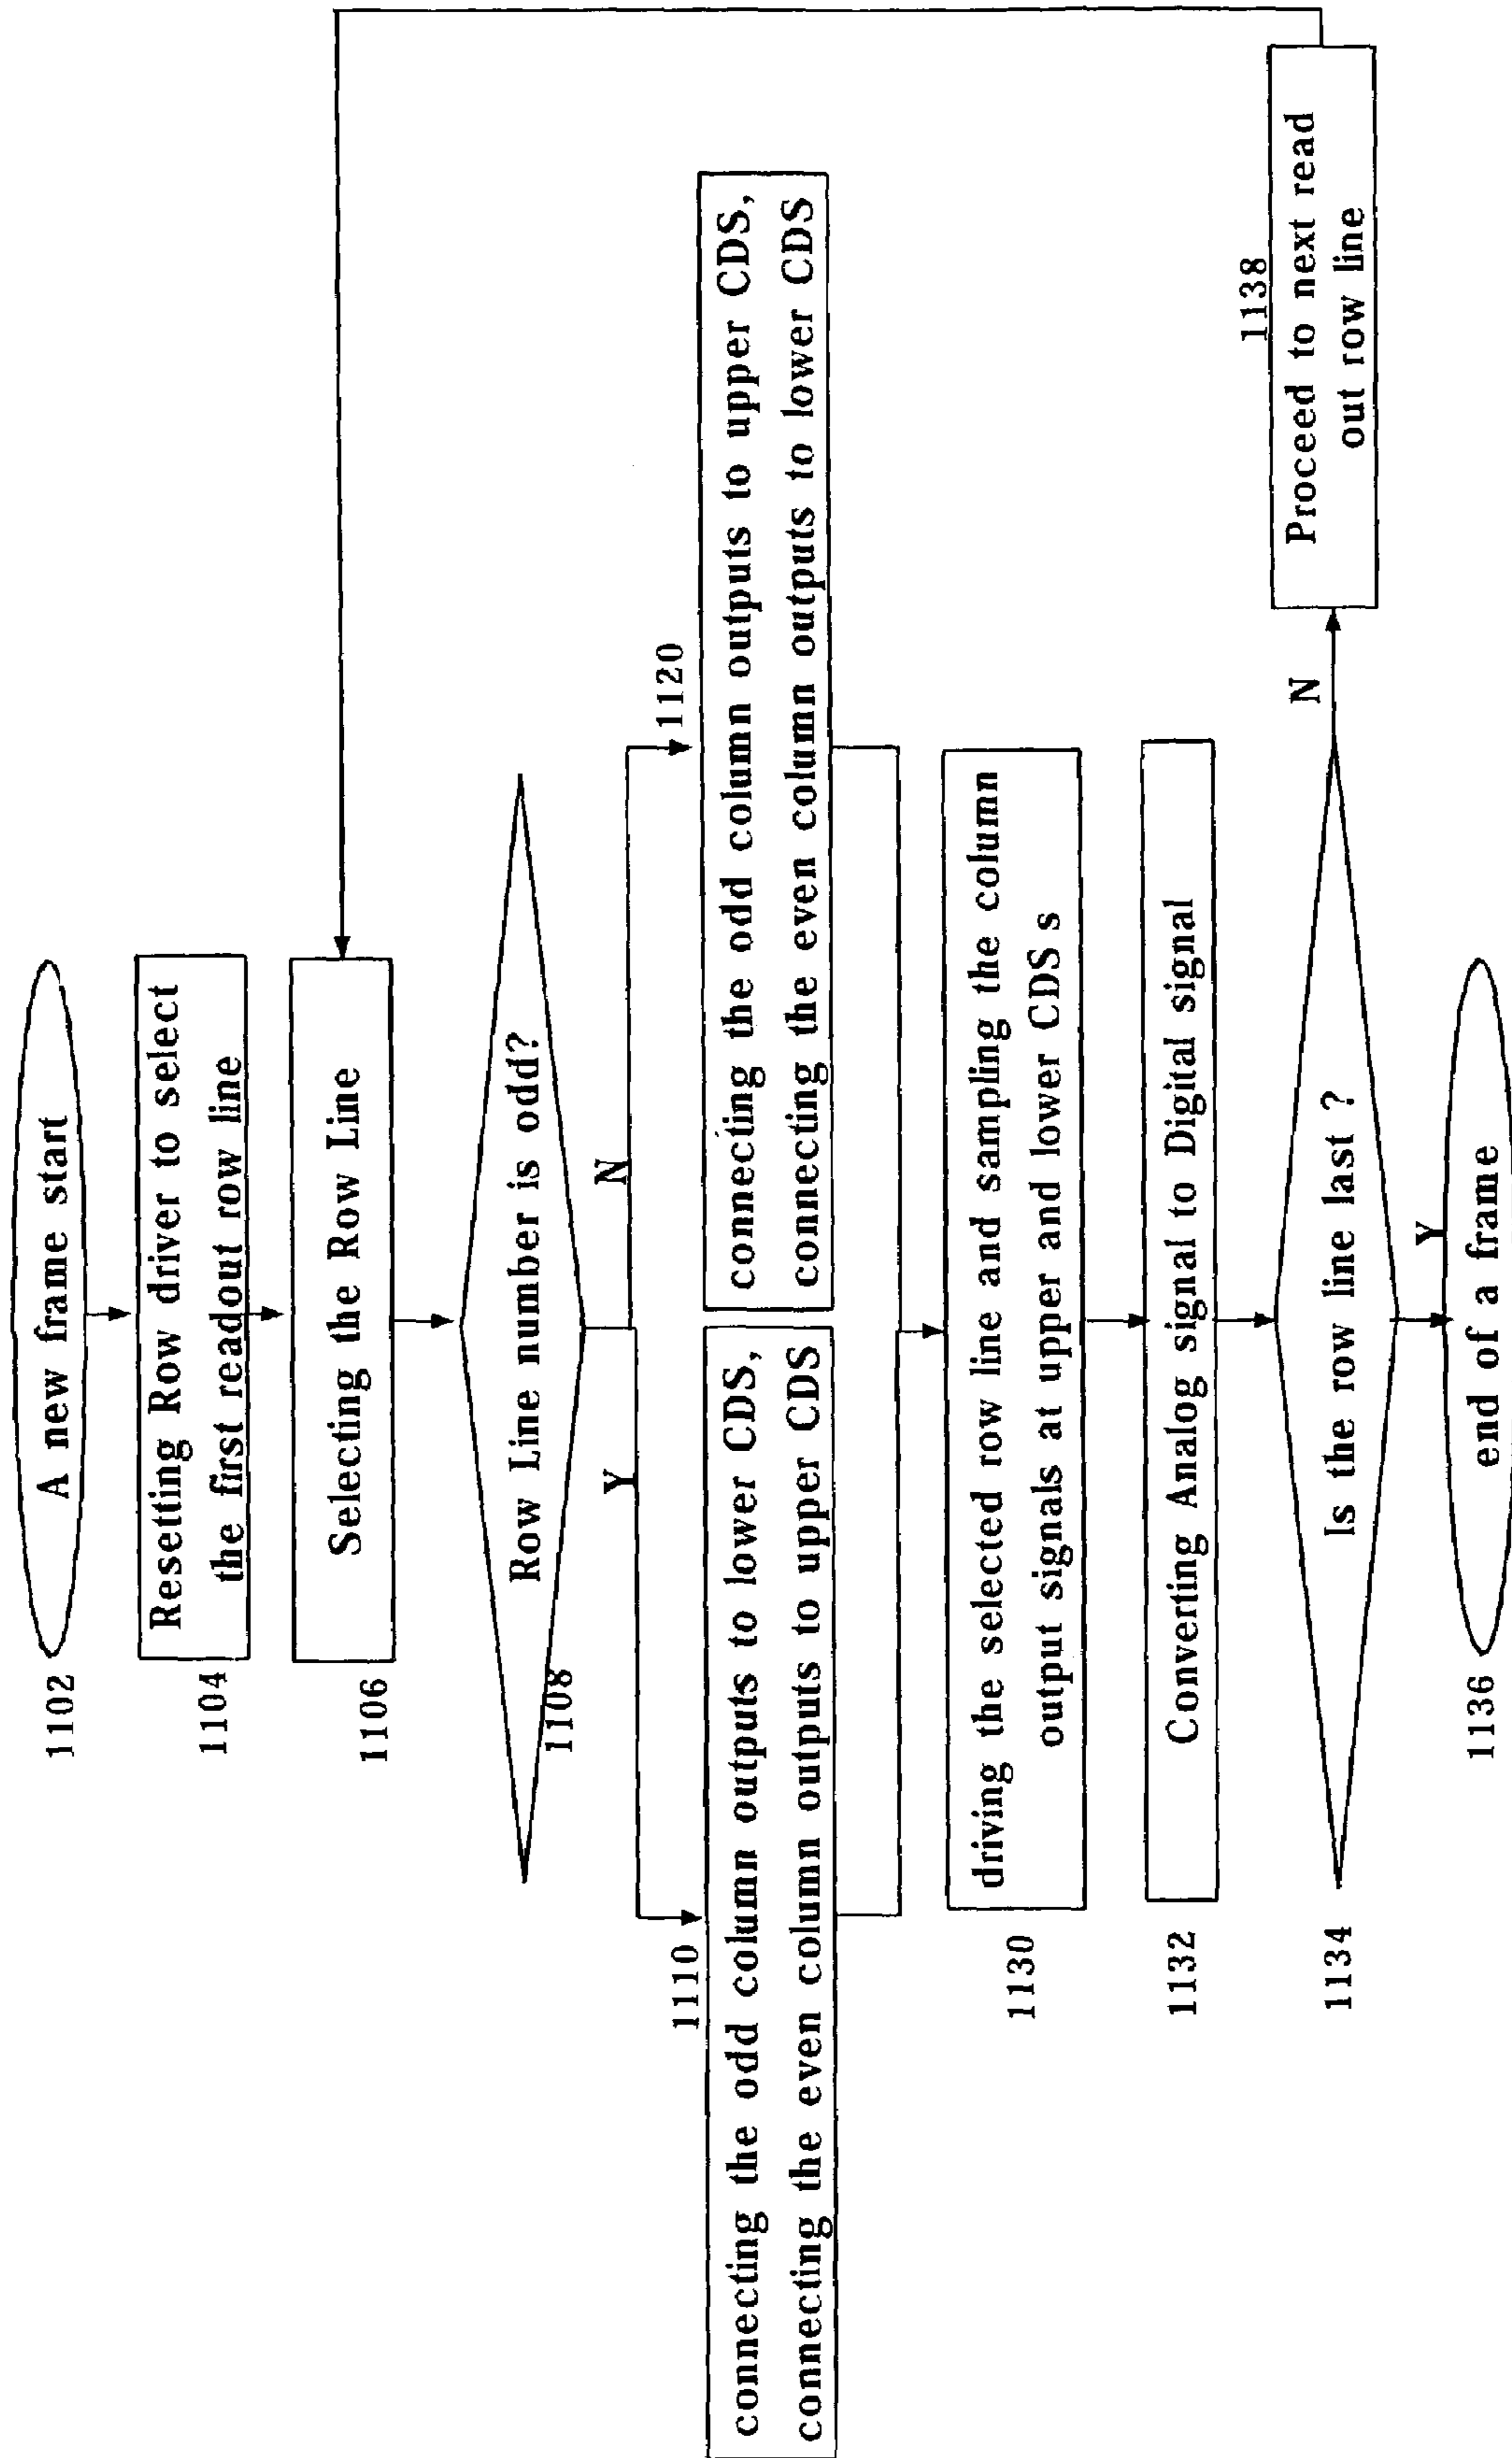 1102
A new frame start
1104
Resetting Row driver to select
the first readout row line
1106
Selecting the Row Line
1108
Row Line number is odd?
Y
N
1110
connecting the odd column outputs to lower CDS,
connecting the even column outputs to upper CDS
1120
connecting the odd column outputs to upper CDS,
connecting the even column outputs to lower CDS
1130
driving the selected row line and sampling the column
output signals at upper and lower CDS s
1132
Converting Analog signal to Digital signal
1134
Is the row line last ?
N
1138
Proceed to next read
out row line
Y
1136
end of a frame